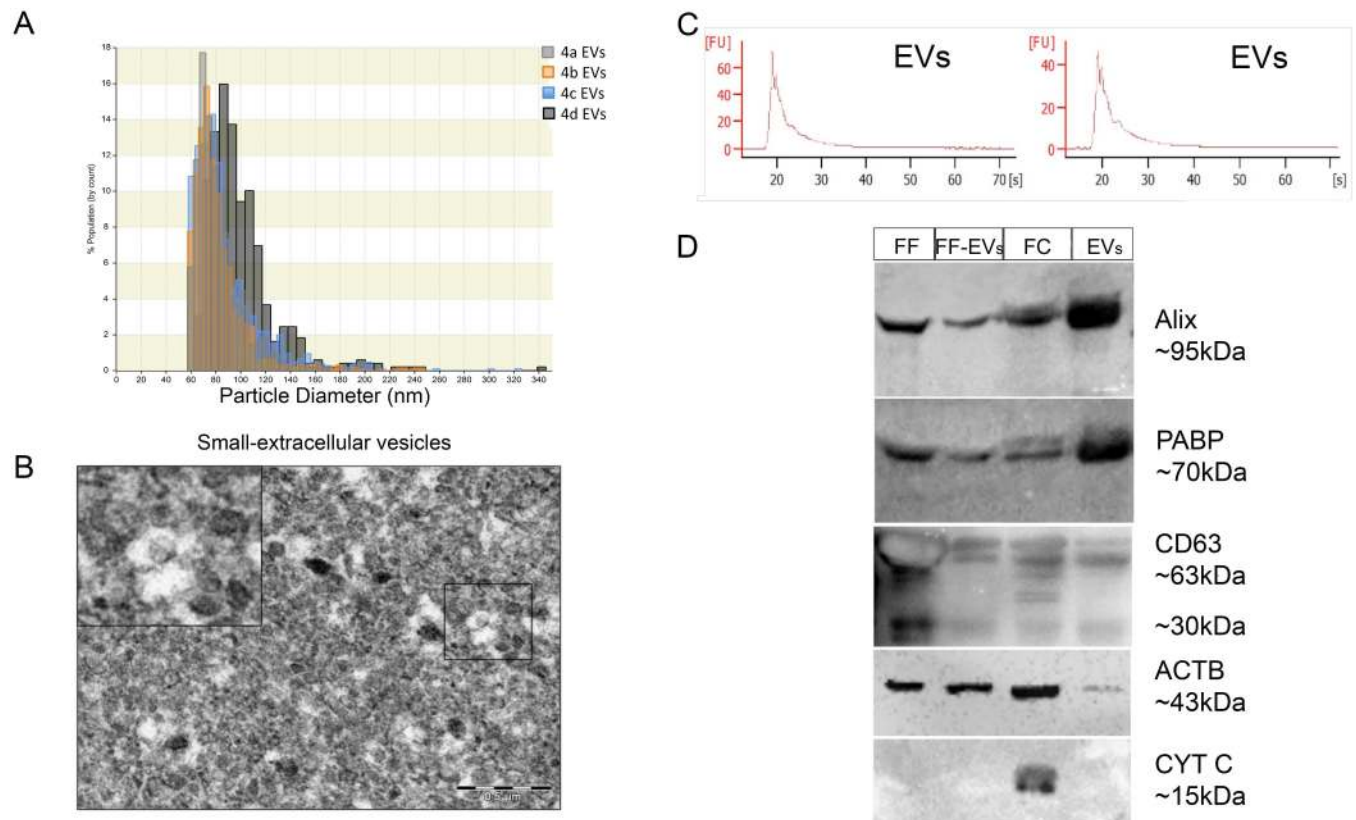 A
18
16
14
12
10
8
6
4
2
0
% Population (by count)
0 20 40 60 80 100 120 140 160 180 200 220 240 260 280 300 320 340
Particle Diameter (nm)
4a EVs
4b EVs
4c EVs
4d EVs
B
Small-extracellular vesicles
0.5 µm
C
[FU]
60
40
20
0
EVs
20 30 40 50 60 70 [s]
[FU]
40
20
0
EVs
20 30 40 50 60 [s]
D
FF FF-EVs FC EVs
Alix
~95kDa
PABP
~70kDa
CD63
~63kDa
~30kDa
ACTB
~43kDa
CYT C
~15kDa